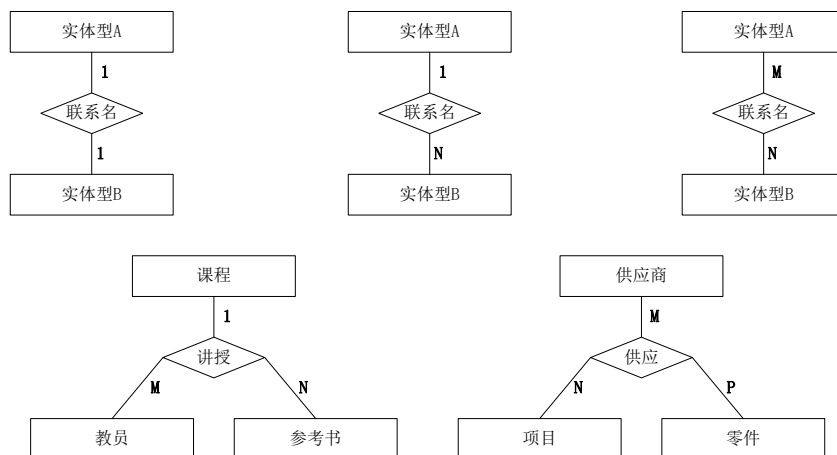 实体型A 实体型A 实体型A
1 1 M
联系名 联系名 联系名
1 N N
实体型B 实体型B 实体型B
课程 供应商
1 M
讲授 供应
M N N P
教员 参考书 项目 零件